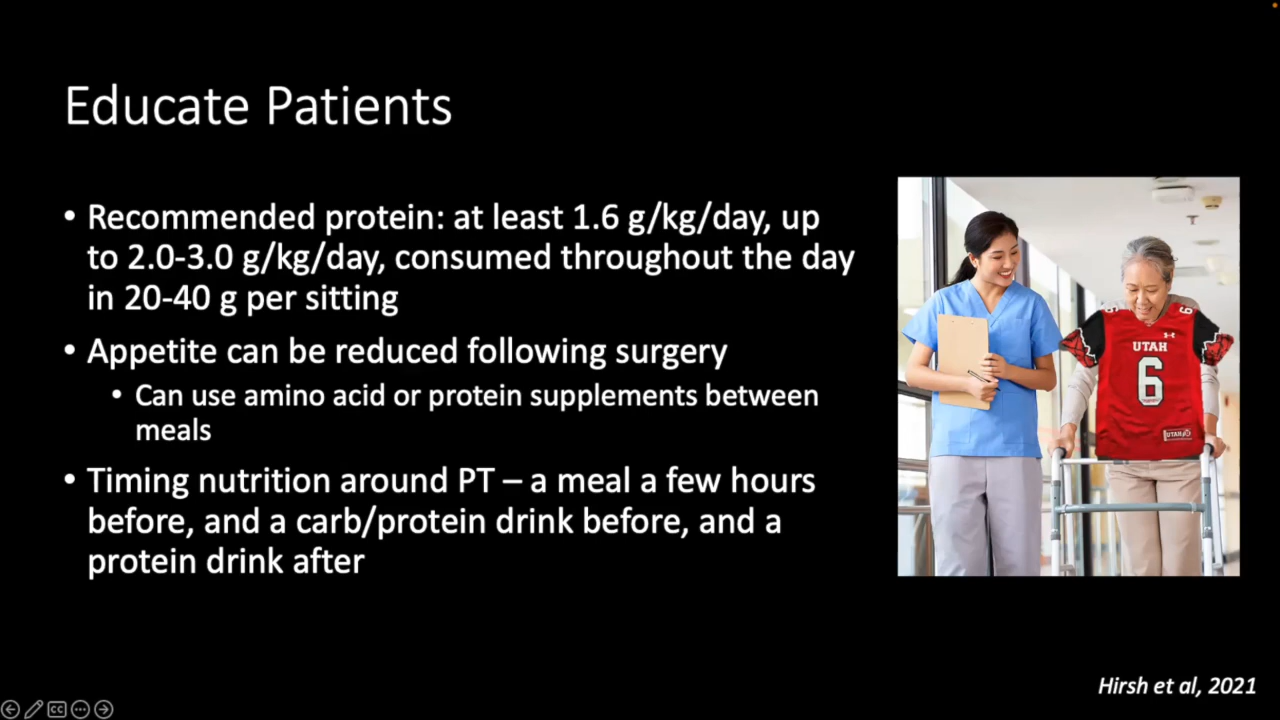 Educate Patients
• Recommended protein: at least 1.6 g/kg/day, up
to 2.0-3.0 g/kg/day, consumed throughout the day
in 20-40 g per sitting
• Appetite can be reduced following surgery
• Can use amino acid or protein supplements between
meals
• Timing nutrition around PT – a meal a few hours
before, and a carb/protein drink before, and a
protein drink after
6 6
UTAH
6
UTAH
Hirsh et al, 2021
CC